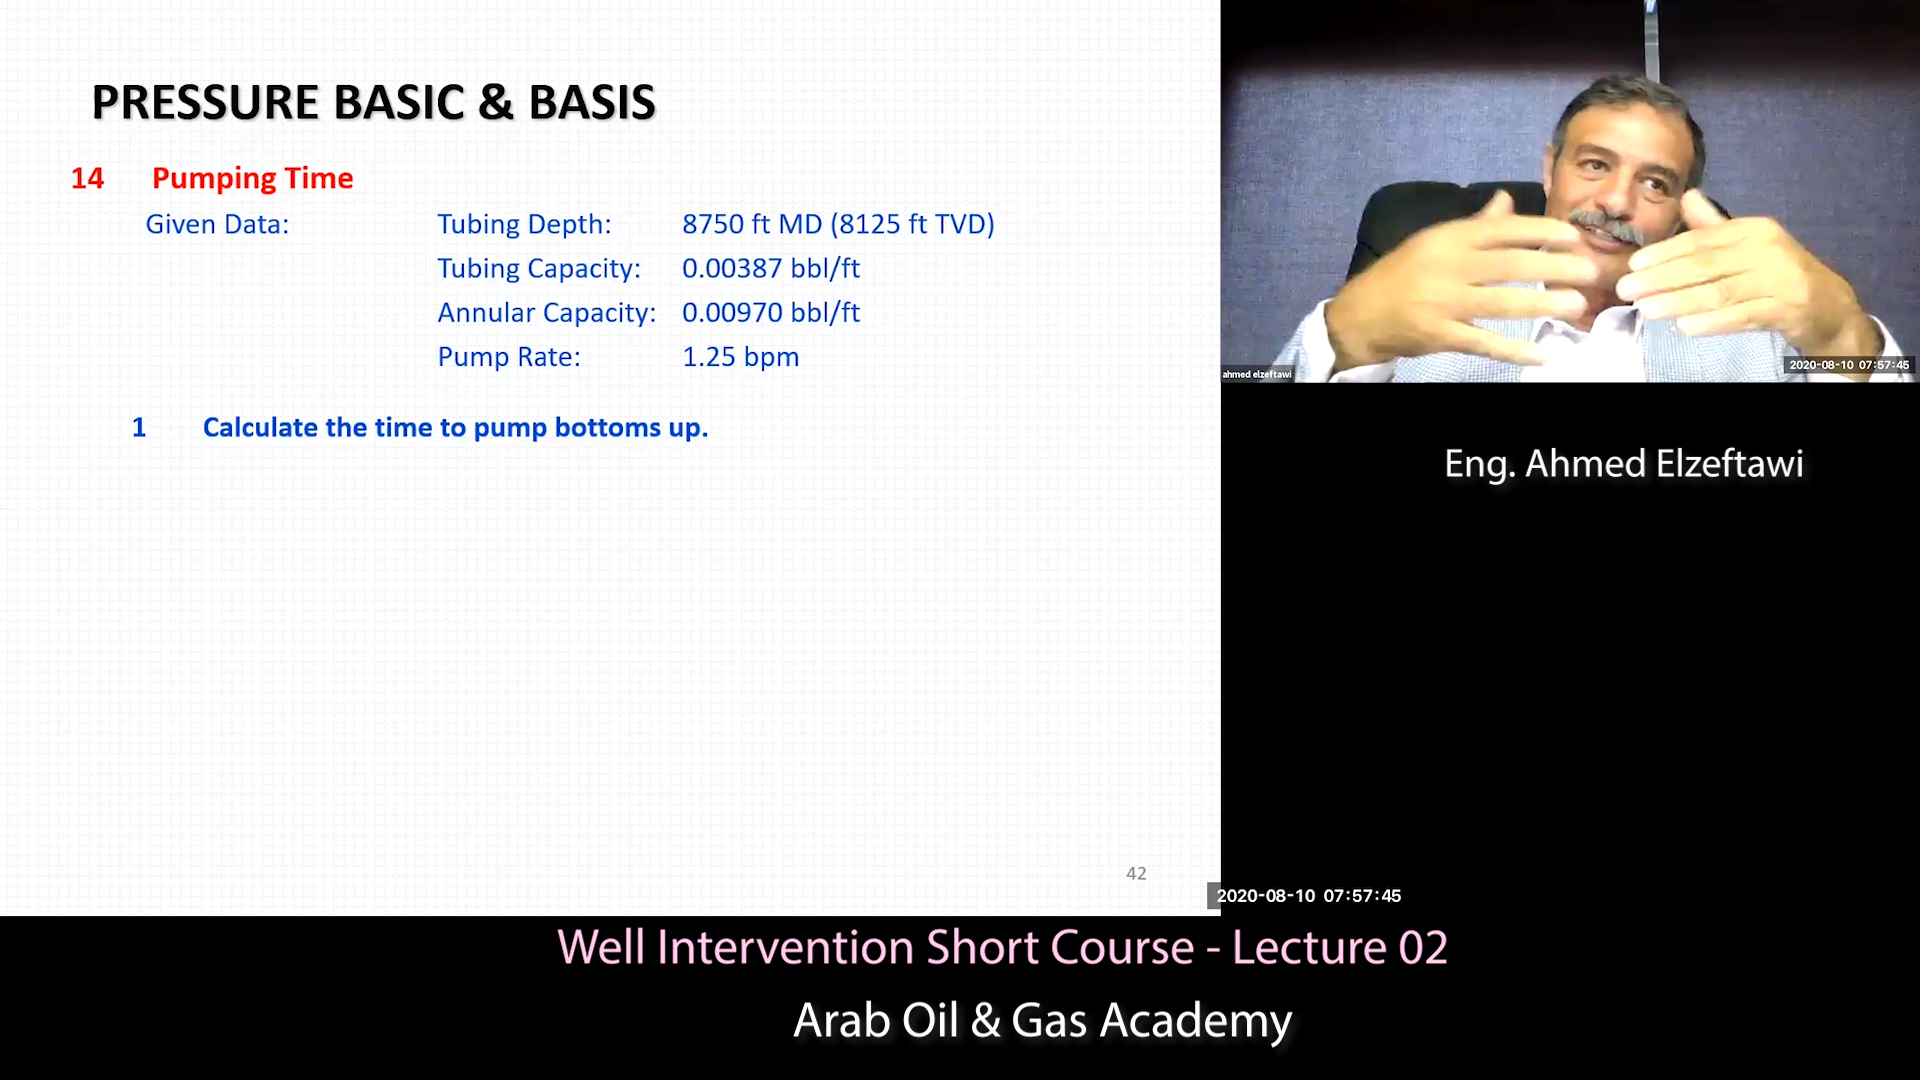 PRESSURE BASIC & BASIS
14 Pumping Time
Given Data: Tubing Depth: 8750 ft MD (8125 ft TVD)
Tubing Capacity: 0.00387 bbl/ft
Annular Capacity: 0.00970 bbl/ft
Pump Rate: 1.25 bpm
1 Calculate the time to pump bottoms up.
42
ahmed elzeftawi
2020-08-10 07:57:45
Eng. Ahmed Elzeftawi
2020-08-10 07:57:45
Well Intervention Short Course - Lecture 02
Arab Oil & Gas Academy